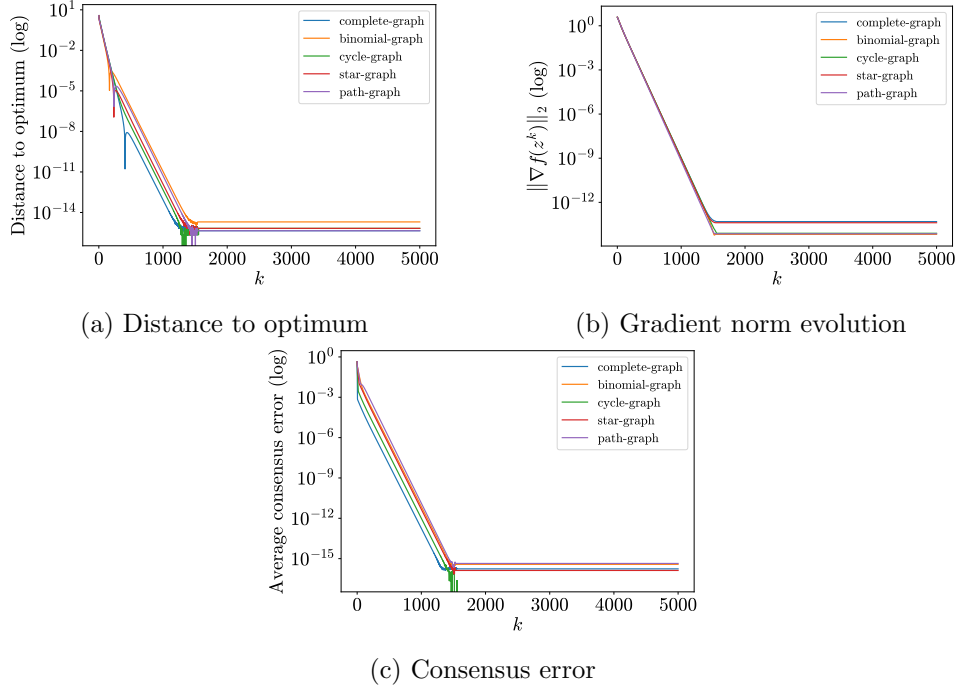 Distance to optimum (log)
10^1
10^{-2}
10^{-5}
10^{-8}
10^{-11}
10^{-14}
complete-graph
binomial-graph
cycle-graph
star-graph
path-graph
0 1000 2000 3000 4000 5000
k
(a) Distance to optimum
‖∇f(z^k)‖_2 (log)
10^0
10^{-3}
10^{-6}
10^{-9}
10^{-12}
complete-graph
binomial-graph
cycle-graph
star-graph
path-graph
0 1000 2000 3000 4000 5000
k
(b) Gradient norm evolution
Average consensus error (log)
10^0
10^{-3}
10^{-6}
10^{-9}
10^{-12}
10^{-15}
complete-graph
binomial-graph
cycle-graph
star-graph
path-graph
0 1000 2000 3000 4000 5000
k
(c) Consensus error